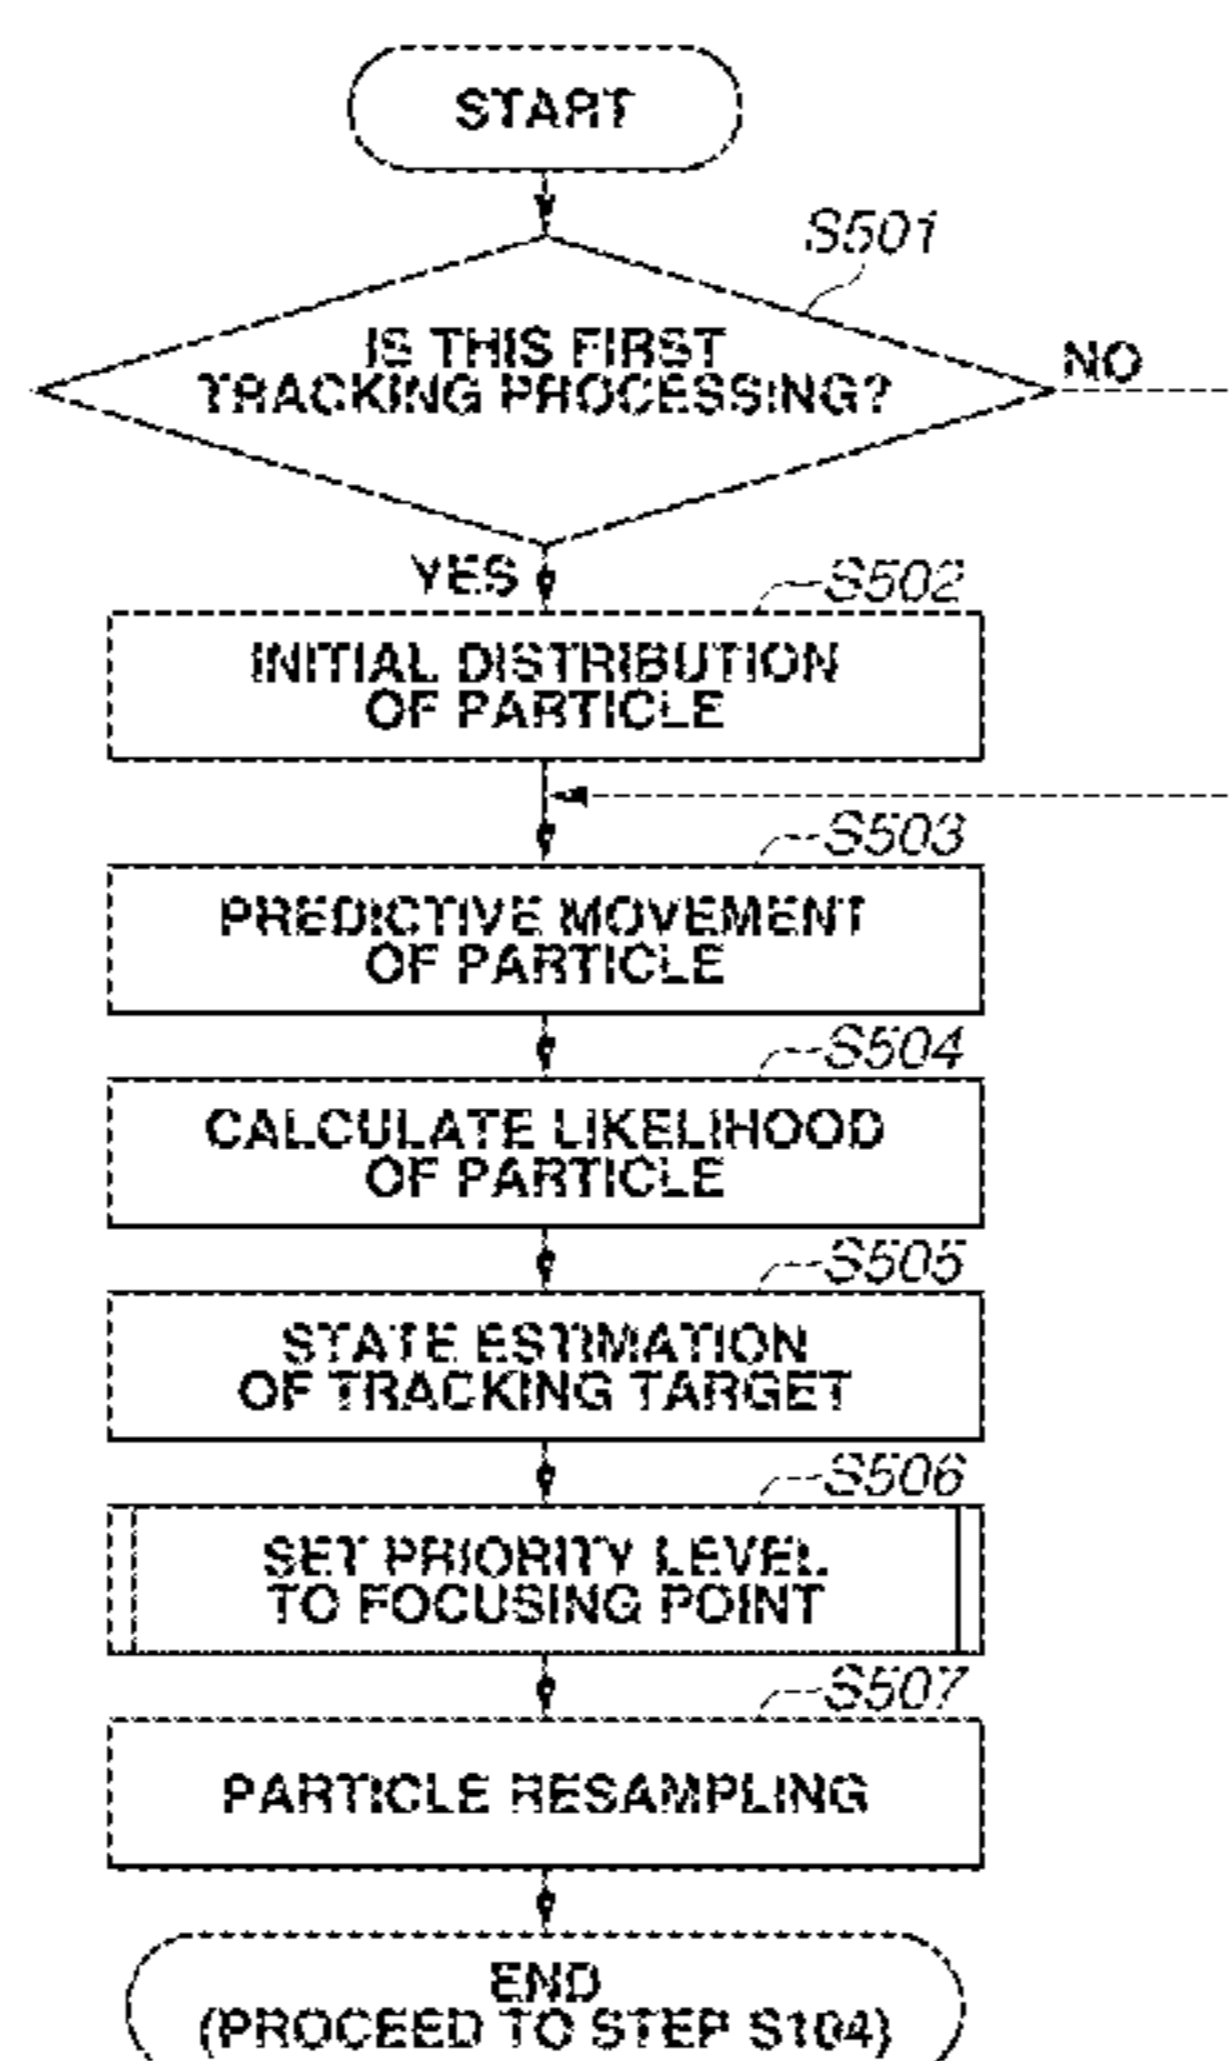 START
S501
IS THIS FIRST
TRACKING PROCESSING?
NO
YES
S502
INITIAL DISTRIBUTION
OF PARTICLE
S503
PREDICTIVE MOVEMENT
OF PARTICLE
S504
CALCULATE LIKELIHOOD
OF PARTICLE
S505
STATE ESTIMATION
OF TRACKING TARGET
S506
SET PRIORITY LEVEL
TO FOCUSING POINT
S507
PARTICLE RESAMPLING
END
(PROCEED TO STEP S104)